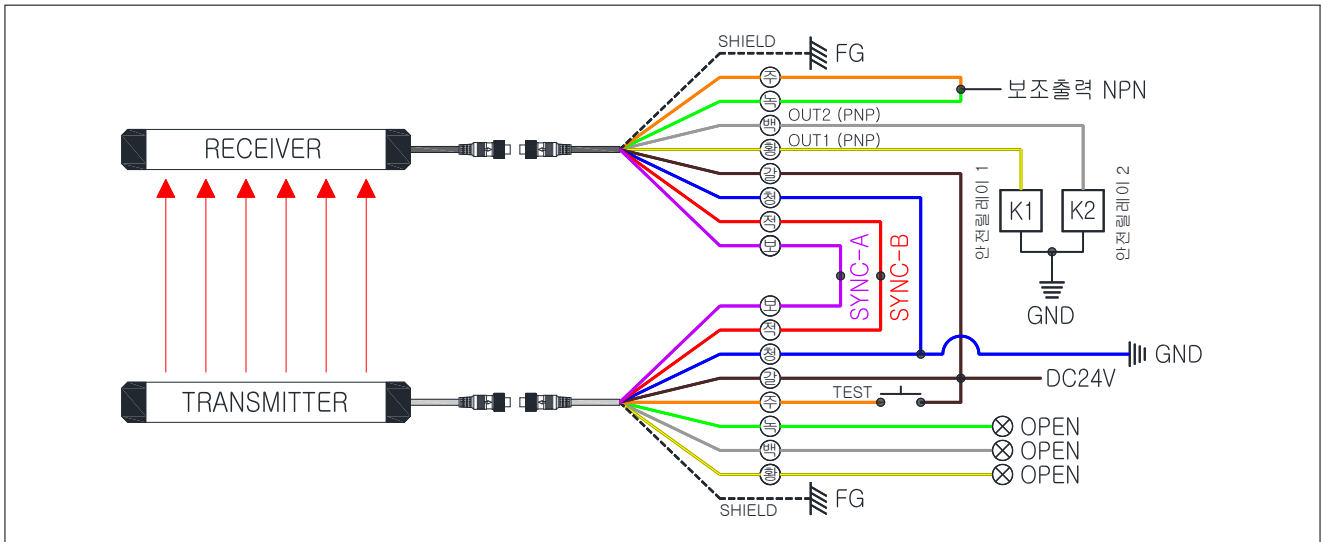 SHIELD
FG
주
보조출력 NPN
녹
백
OUT2 (PNP)
황
OUT1 (PNP)
RECEIVER
갈
청
적
모
안전릴레이 1
K1
K2
안전릴레이 2
SYNC-A
SYNC-B
GND
모
적
청
GND
갈
DC24V
TRANSMITTER
주
TEST
녹
OPEN
백
OPEN
황
OPEN
SHIELD
FG